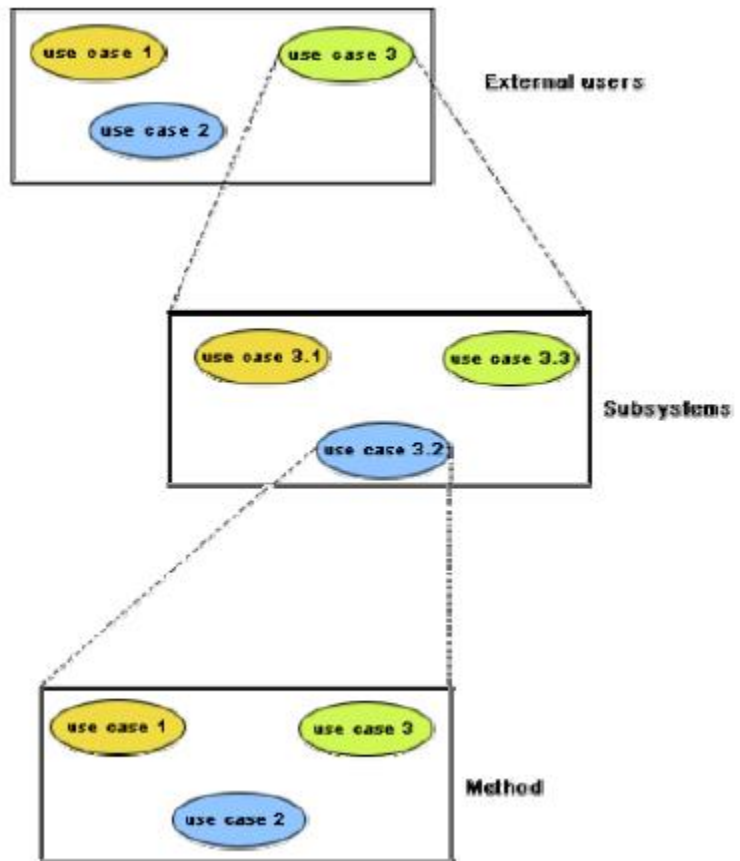 use case 1
use case 3
External users
use case 2
use case 3.1
use case 3.3
Subsystems
use case 3.2
use case 1
use case 3
Method
use case 2